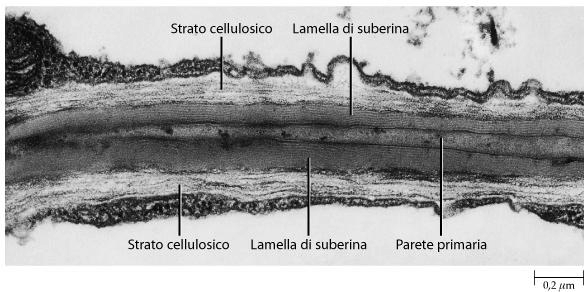 Strato cellulosico Lamella di suberina
Strato cellulosico Lamella di suberina Parete primaria
0,2 μm